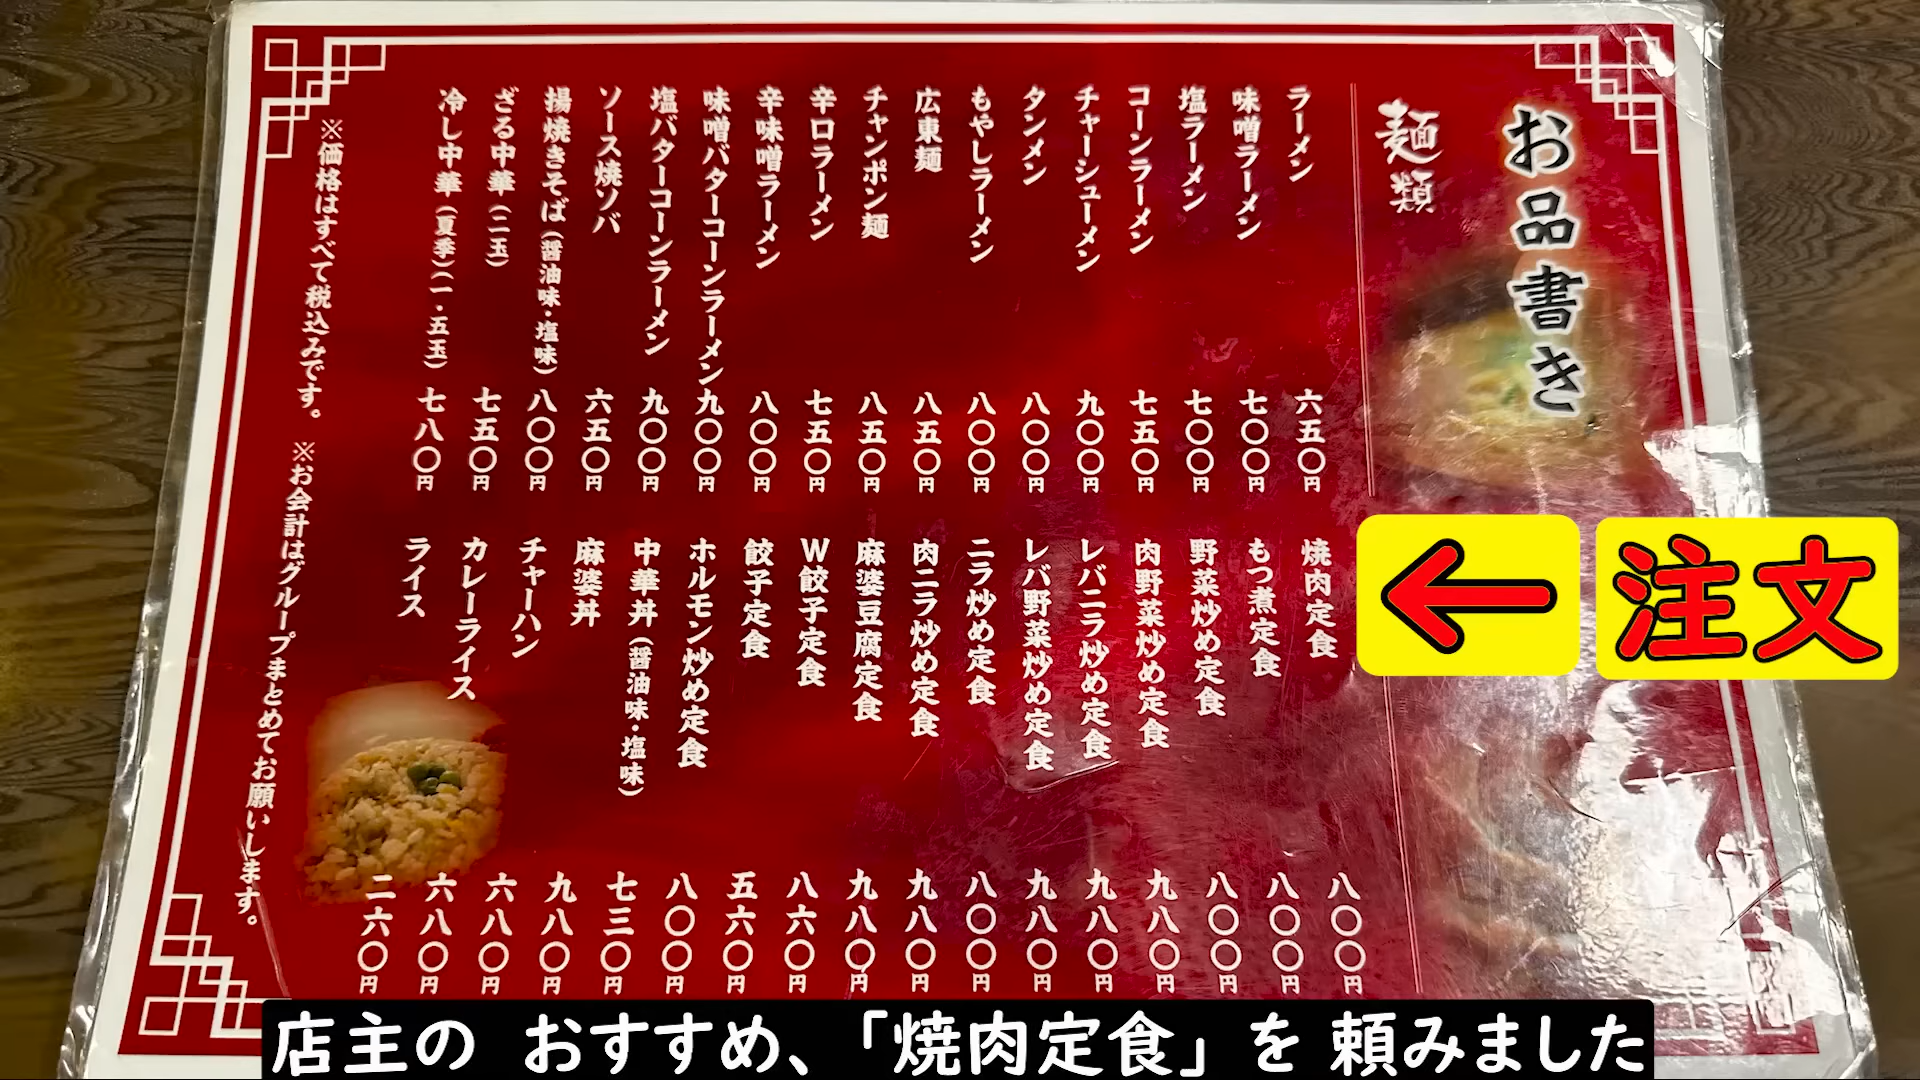 お品書き
麺類
ラーメン 六五〇円
味噌ラーメン 七〇〇円
塩ラーメン 七〇〇円
コーンラーメン 七五〇円
チャーシューメン 九〇〇円
タンメン 八〇〇円
もやしラーメン 八〇〇円
広東麺 八五〇円
チャンポン麺 八五〇円
辛口ラーメン 七五〇円
辛味噌ラーメン 八〇〇円
味噌バターコーンラーメン 九〇〇円
塩バターコーンラーメン 九〇〇円
ソース焼ソバ 六五〇円
揚焼きそば（醤油味・塩味） 八〇〇円
ざる中華（二玉） 七五〇円
冷し中華（夏季）（一・五玉） 七八〇円
注文
←
焼肉定食 八〇〇円
もつ煮定食 八〇〇円
野菜炒め定食 八〇〇円
肉野菜炒め定食 九八〇円
レバニラ炒め定食 九八〇円
レバ野菜炒め定食 九八〇円
ニラ炒め定食 八〇〇円
肉ニラ炒め定食 九八〇円
麻婆豆腐定食 九八〇円
W餃子定食 八六〇円
餃子定食 五六〇円
ホルモン炒め定食 八〇〇円
中華丼（醤油味・塩味） 七三〇円
麻婆丼 九八〇円
チャーハン 六八〇円
カレーライス 六八〇円
ライス 二六〇円
※価格はすべて税込みです。 ※お会計はグループまとめてお願いします。
店主の おすすめ、「焼肉定食」を 頼みました